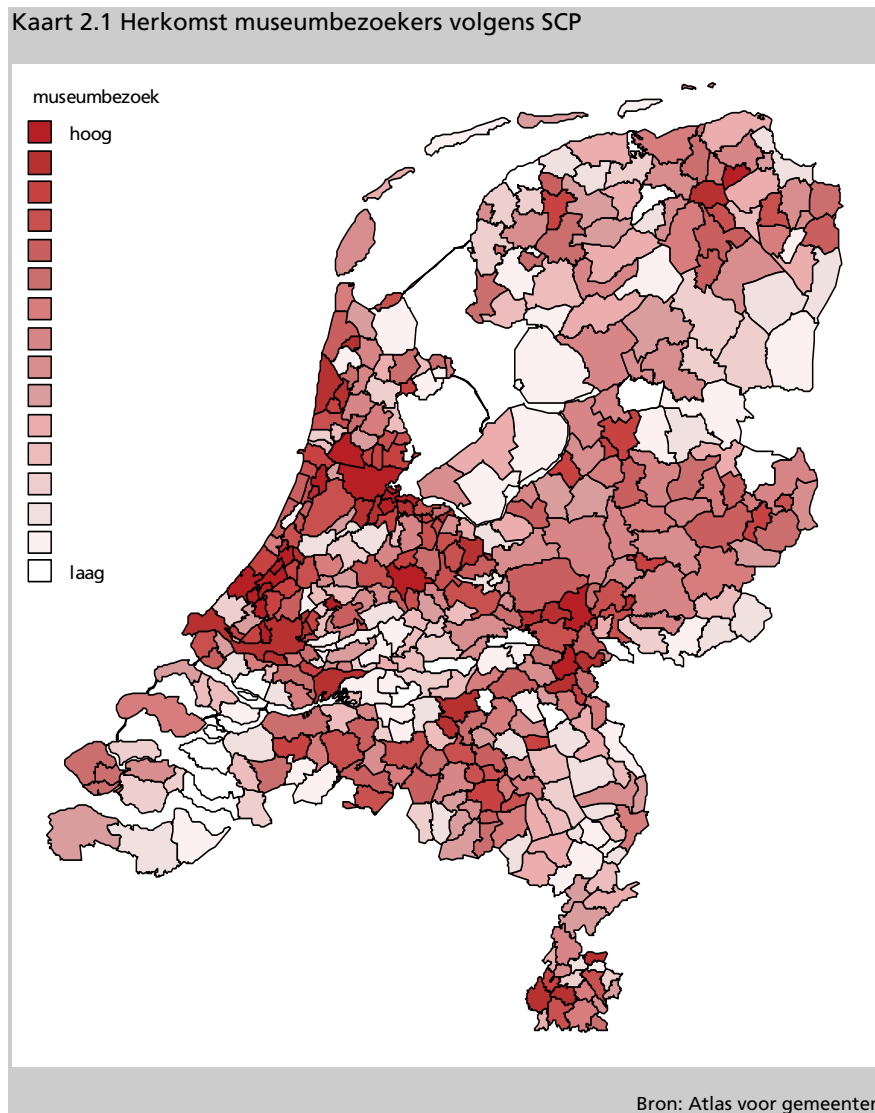 Kaart 2.1 Herkomst museumbezoekers volgens SCP
museumbezoek
hoog
laag
Bron: Atlas voor gemeenten